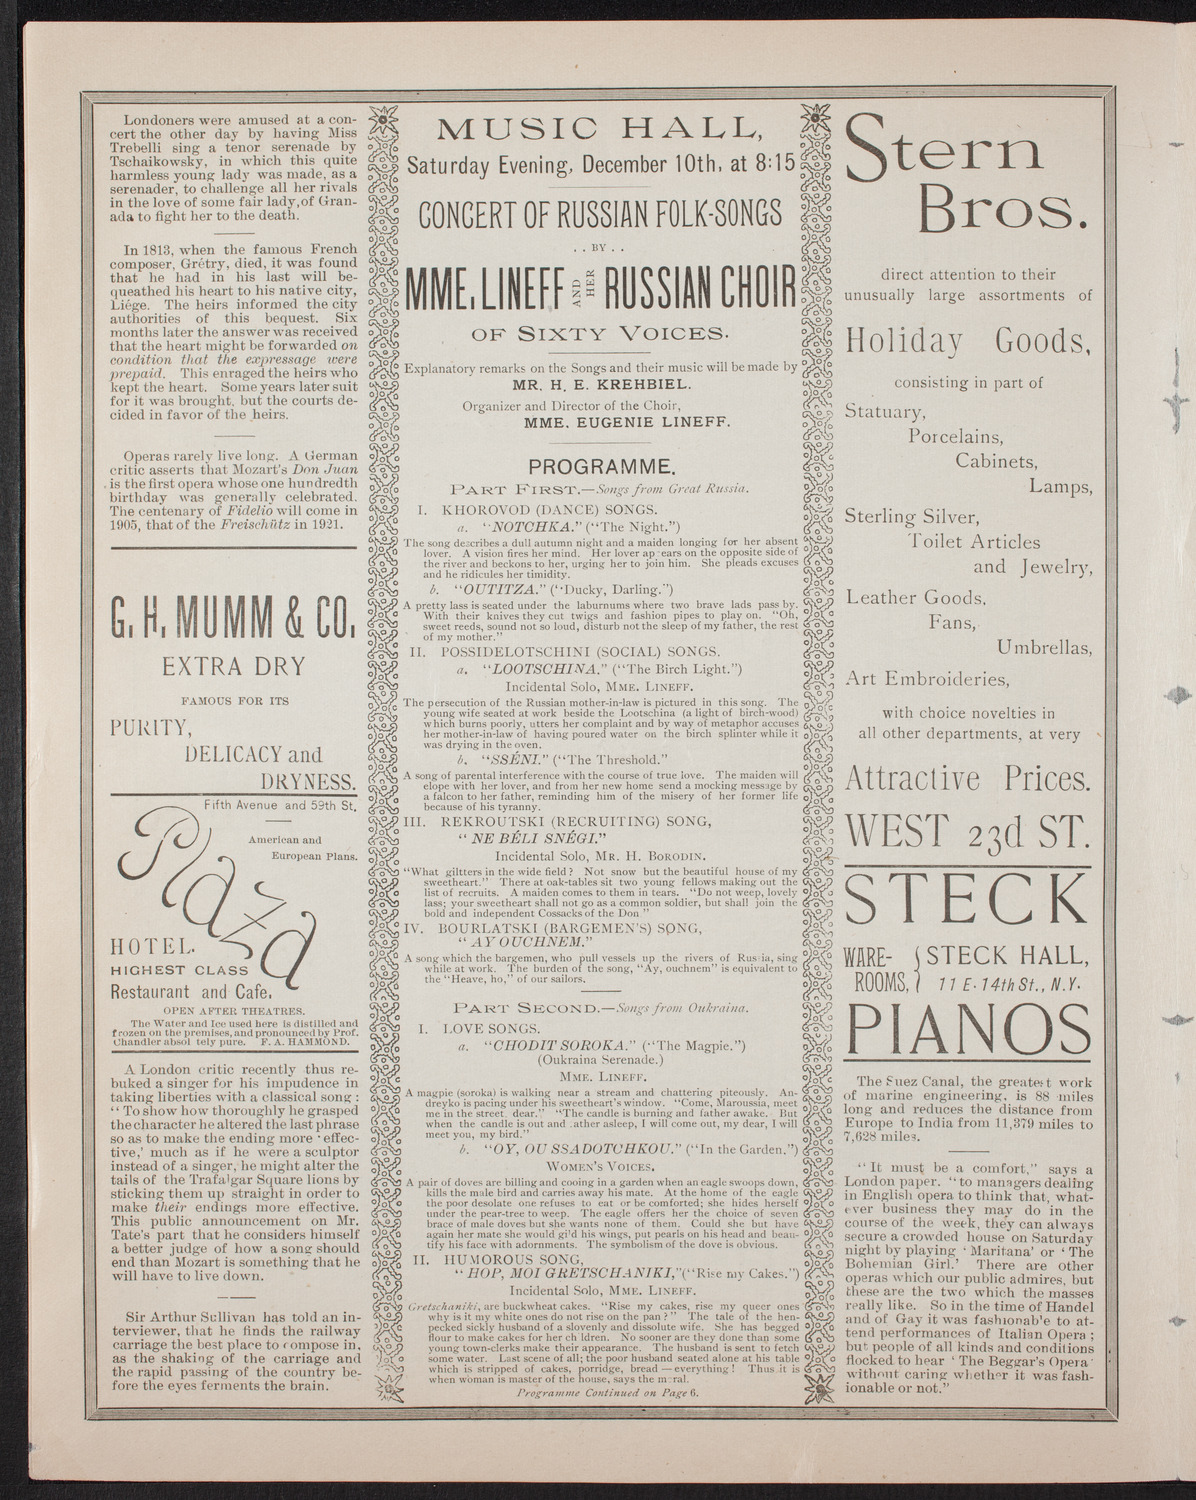 Londoners were amused at a con-
cert the other day by having Miss
Trebelli sing a tenor serenade by
Tschaikowsky, in which this quite
harmless young lady was made, as a
serenader, to challenge all her rivals
in the love of some fair lady, of Gran-
ada to fight her to the death.
In 1813, when the famous French
composer, Grétry, died, it was found
that he had in his last will be-
queathed his heart to his native city,
Liége. The heirs informed the city
authorities of this bequest. Six
months later the answer was received
that the heart might be forwarded on
condition that the expressage were
prepaid. This enraged the heirs who
kept the heart. Some years later suit
for it was brought, but the courts de-
cided in favor of the heirs.
Operas rarely live long. A German
critic asserts that Mozart's Don Juan
is the first opera whose one hundredth
birthday was generally celebrated.
The centenary of Fidelio will come in
1905, that of the Freischütz in 1921.
G. H. MUMM & CO.
EXTRA DRY
FAMOUS FOR ITS
PURITY,
DELICACY and
DRYNESS.
Fifth Avenue and 59th St.
American and
European Plans.
Plaza
HOTEL.
HIGHEST CLASS
Restaurant and Cafe.
OPEN AFTER THEATRES.
The Water and Ice used here is distilled and
frozen on the premises, and pronounced by Prof.
Chandler absol tely pure. F. A. HAMMOND.
A London critic recently thus re-
buked a singer for his impudence in
taking liberties with a classical song:
"To show how thoroughly he grasped
the character he altered the last phrase
so as to make the ending more 'effec-
tive,' much as if he were a sculptor
instead of a singer, he might alter the
tails of the Trafalgar Square lions by
sticking them up straight in order to
make their endings more effective.
This public announcement on Mr.
Tate's part that he considers himself
a better judge of how a song should
end than Mozart is something that he
will have to live down.
Sir Arthur Sullivan has told an in-
terviewer, that he finds the railway
carriage the best place to compose in,
as the shaking of the carriage and
the rapid passing of the country be-
fore the eyes ferments the brain.
MUSIC HALL,
Saturday Evening, December 10th, at 8:15
CONCERT OF RUSSIAN FOLK-SONGS
. . BY . .
MME. LINEFF AND HER RUSSIAN CHOIR
OF SIXTY VOICES.
Explanatory remarks on the Songs and their music will be made by
MR. H. E. KREHBIEL.
Organizer and Director of the Choir,
MME. EUGENIE LINEFF.
PROGRAMME.
PART FIRST.—Songs from Great Russia.
I. KHOROVOD (DANCE) SONGS.
a. "NOTCHKA." ("The Night.")
The song describes a dull autumn night and a maiden longing for her absent
lover. A vision fires her mind. Her lover ap ears on the opposite side of
the river and beckons to her, urging her to join him. She pleads excuses
and he ridicules her timidity.
b. "OUTITZA." ("Ducky, Darling.")
A pretty lass is seated under the laburnums where two brave lads pass by.
With their knives they cut twigs and fashion pipes to play on. "Oh,
sweet reeds, sound not so loud, disturb not the sleep of my father, the rest
of my mother."
II. POSSIDELOTSCHINI (SOCIAL) SONGS.
a. "LOOTSCHINA." ("The Birch Light.")
Incidental Solo, MME. LINEFF.
The persecution of the Russian mother-in-law is pictured in this song. The
young wife seated at work beside the Lootschina (a light of birch-wood)
which burns poorly, utters her complaint and by way of metaphor accuses
her mother-in-law of having poured water on the birch splinter while it
was drying in the oven.
b. "SSÉNI." ("The Threshold."
A song of parental interference with the course of true love. The maiden will
elope with her lover, and from her new home send a mocking message by
a falcon to her father, reminding him of the misery of her former life
because of his tyranny.
III. REKROUTSKI (RECRUITING) SONG,
"NE BÉLI SNÉGI."
Incidental Solo, MR. H. BORODIN.
"What giltters in the wide field? Not snow but the beautiful house of my
sweetheart." There at oak-tables sit two young fellows making out the
list of recruits. A maiden comes to them in tears. "Do not weep, lovely
lass; your sweetheart shall not go as a common soldier, but shall join the
bold and independent Cossacks of the Don"
IV. BOURLATSKI (BARGEMEN'S) SONG,
"AY OUCHNEM."
A song which the bargemen, who pull vessels up the rivers of Russia, sing
while at work. The burden of the song, "Ay, ouchnem" is equivalent to
the "Heave, ho," of our sailors.
PART SECOND.—Songs from Oukraina.
I. LOVE SONGS.
a. "CHODIT SOROKA." ("The Magpie.")
(Oukraina Serenade.)
MME. LINEFF.
A magpie (soroka) is walking near a stream and chattering piteously. An-
dreyko is pacing under his sweetheart's window. "Come, Maroussia, meet
me in the street, dear." "The candle is burning and father awake. But
when the candle is out and .ather asleep, I will come out, my dear, I will
meet you, my bird."
b. "OY, OU SSADOTCHKOU." ("In the Garden.")
WOMEN'S VOICES.
A pair of doves are billing and cooing in a garden when an eagle swoops down,
kills the male bird and carries away his mate. At the home of the eagle
the poor desolate one refuses to eat or be comforted; she hides herself
under the pear-tree to weep. The eagle offers her the choice of seven
brace of male doves but she wants none of them. Could she but have
again her mate she would gi'd his wings, put pearls on his head and beau-
tify his face with adornments. The symbolism of the dove is obvious.
II. HUMOROUS SONG,
"HOP, MOI GRETSCHANIKI," ("Rise my Cakes.")
Incidental Solo, MME. LINEFF.
Gretschaniki, are buckwheat cakes. "Rise my cakes, rise my queer ones
why is it my white ones do not rise on the pan?" The tale of the hen-
pecked sickly husband of a slovenly and dissolute wife. She has begged
flour to make cakes for her ch ldren. No sooner are they done than some
young town-clerks make their appearance. The husband is sent to fetch
some water. Last scene of all; the poor husband seated alone at his table
which is stripped of cakes, porridge, bread—everything! Thus it is
when woman is master of the house, says the moral.
Programme Continued on Page 6.
Stern
Bros.
direct attention to their
unusually large assortments of
Holiday Goods,
consisting in part of
Statuary,
Porcelains,
Cabinets,
Lamps,
Sterling Silver,
Toilet Articles
and Jewelry,
Leather Goods,
Fans,
Umbrellas,
Art Embroideries,
with choice novelties in
all other departments, at very
Attractive Prices.
WEST 23d ST.
STECK
WARE-
ROOMS, } STECK HALL,
11 E. 14th St., N.Y.
PIANOS
The Suez Canal, the greatest work
of marine engineering, is 88 miles
long and reduces the distance from
Europe to India from 11,379 miles to
7,628 miles.
"It must be a comfort," says a
London paper. "to managers dealing
in English opera to think that, what-
ever business they may do in the
course of the week, they can always
secure a crowded house on Saturday
night by playing 'Maritana' or 'The
Bohemian Girl.' There are other
operas which our public admires, but
these are the two which the masses
really like. So in the time of Handel
and of Gay it was fashionable to at-
tend performances of Italian Opera;
but people of all kinds and conditions
flocked to hear 'The Beggar's Opera'
without caring whether it was fash-
ionable or not."